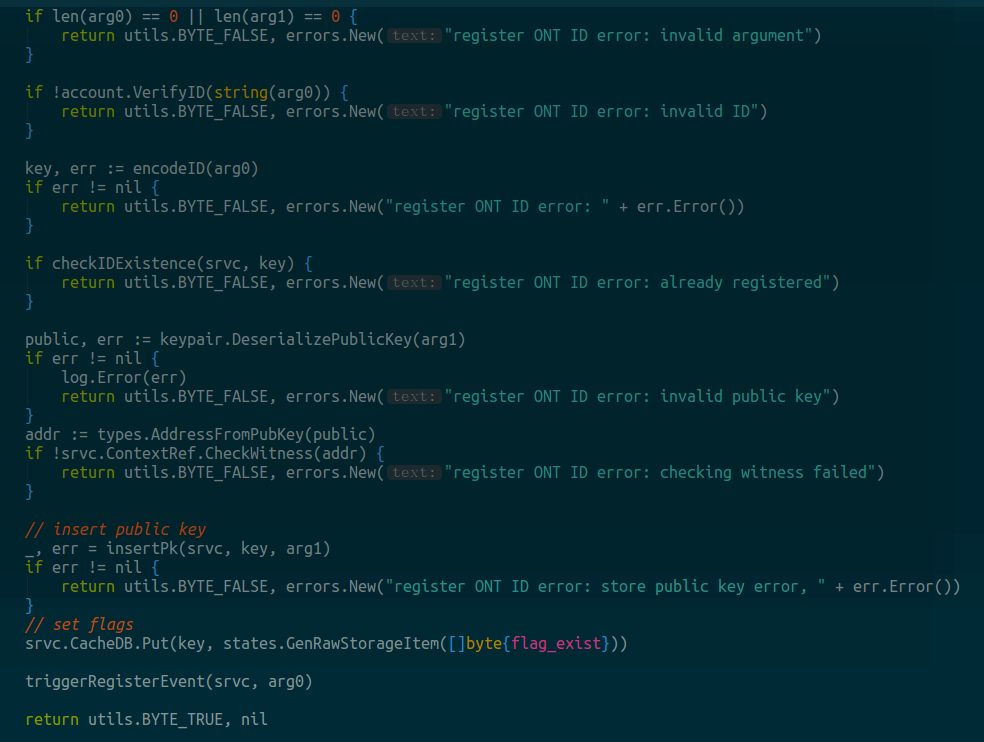 if len(arg0) == 0 || len(arg1) == 0 {
    return utils.BYTE_FALSE, errors.New( text: "register ONT ID error: invalid argument")
}

if !account.VerifyID(string(arg0)) {
    return utils.BYTE_FALSE, errors.New( text: "register ONT ID error: invalid ID")
}

key, err := encodeID(arg0)
if err != nil {
    return utils.BYTE_FALSE, errors.New("register ONT ID error: " + err.Error())
}

if checkIDExistence(srvc, key) {
    return utils.BYTE_FALSE, errors.New( text: "register ONT ID error: already registered")
}

public, err := keypair.DeserializePublicKey(arg1)
if err != nil {
    log.Error(err)
    return utils.BYTE_FALSE, errors.New( text: "register ONT ID error: invalid public key")
}
addr := types.AddressFromPubKey(public)
if !srvc.ContextRef.CheckWitness(addr) {
    return utils.BYTE_FALSE, errors.New( text: "register ONT ID error: checking witness failed")
}

// insert public key
_, err = insertPk(srvc, key, arg1)
if err != nil {
    return utils.BYTE_FALSE, errors.New("register ONT ID error: store public key error, " + err.Error())
}
// set flags
srvc.CacheDB.Put(key, states.GenRawStorageItem([]byte{flag_exist}))

triggerRegisterEvent(srvc, arg0)

return utils.BYTE_TRUE, nil